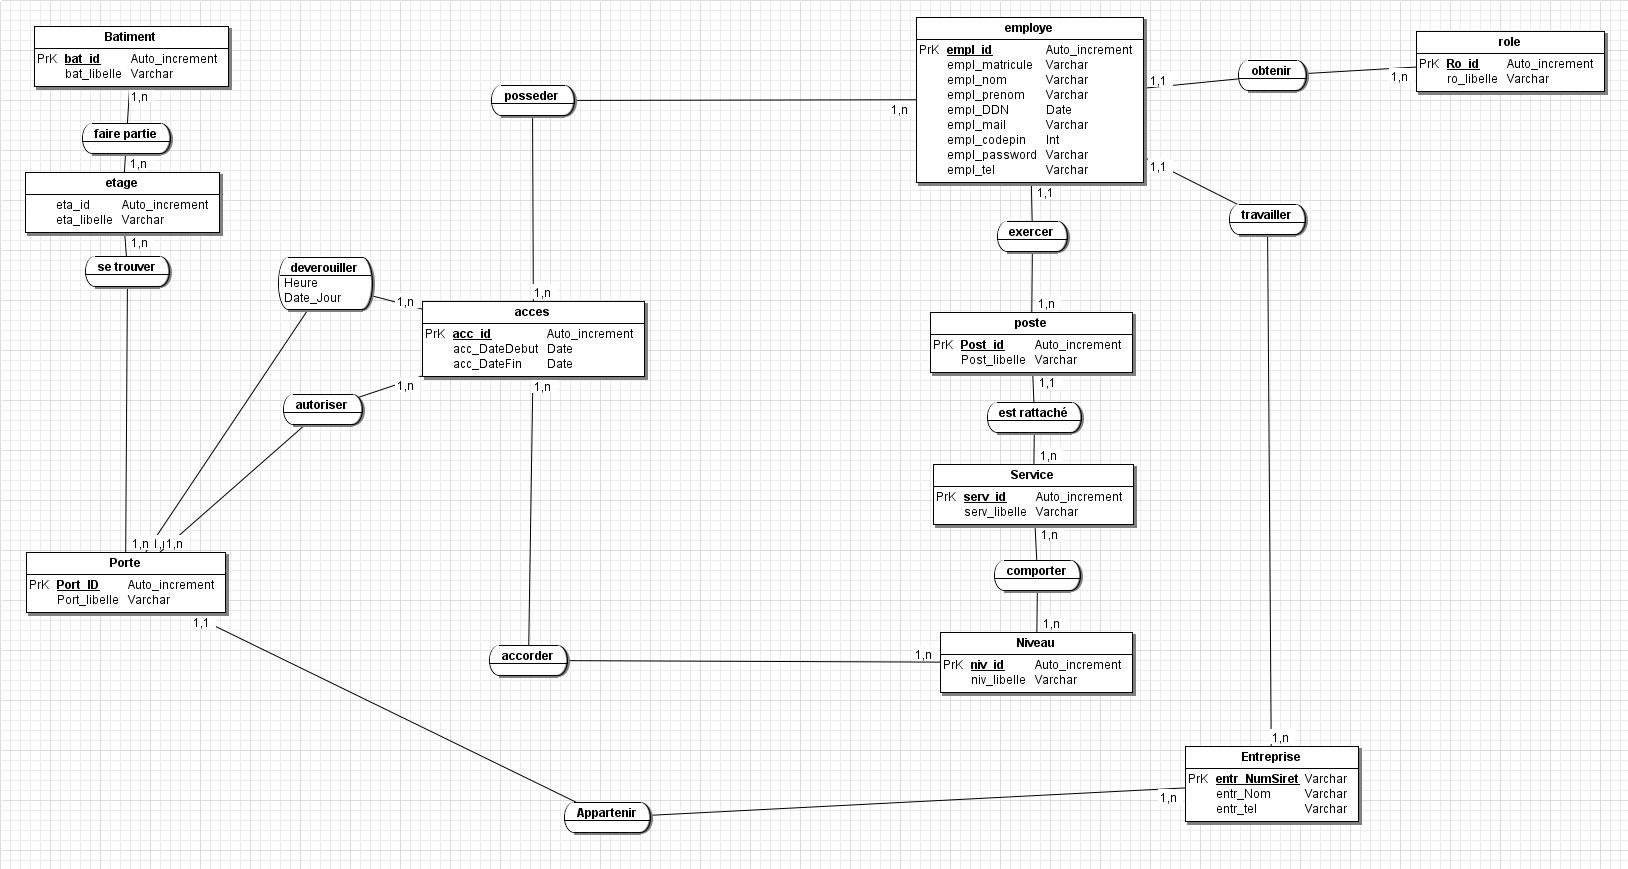 Batiment
PrK bat_id Auto_increment
bat_libelle Varchar
1,n
faire partie
1,n
etage
eta_id Auto_increment
eta_libelle Varchar
1,n
se trouver
deverouiller
Heure
Date_Jour
1,n
autoriser
1,n
1,n
1,n
Porte
PrK Port_ID Auto_increment
Port_libelle Varchar
1,1
posseder
1,n
1,n
acces
PrK acc_id Auto_increment
acc_DateDebut Date
acc_DateFin Date
1,n
accorder
1,n
employe
PrK empl_id Auto_increment
empl_matricule Varchar
empl_nom Varchar
empl_prenom Varchar
empl_DDN Date
empl_mail Varchar
empl_codepin Int
empl_password Varchar
empl_tel Varchar
1,1
obtenir
1,n
role
PrK Ro_id Auto_increment
ro_libelle Varchar
1,1
travailler
1,1
exercer
1,n
poste
PrK Post_id Auto_increment
Post_libelle Varchar
1,1
est rattaché
1,n
Service
PrK serv_id Auto_increment
serv_libelle Varchar
1,n
comporter
1,n
Niveau
PrK niv_id Auto_increment
niv_libelle Varchar
1,n
Entreprise
PrK entr_NumSiret Varchar
entr_Nom Varchar
entr_tel Varchar
1,n
Appartenir